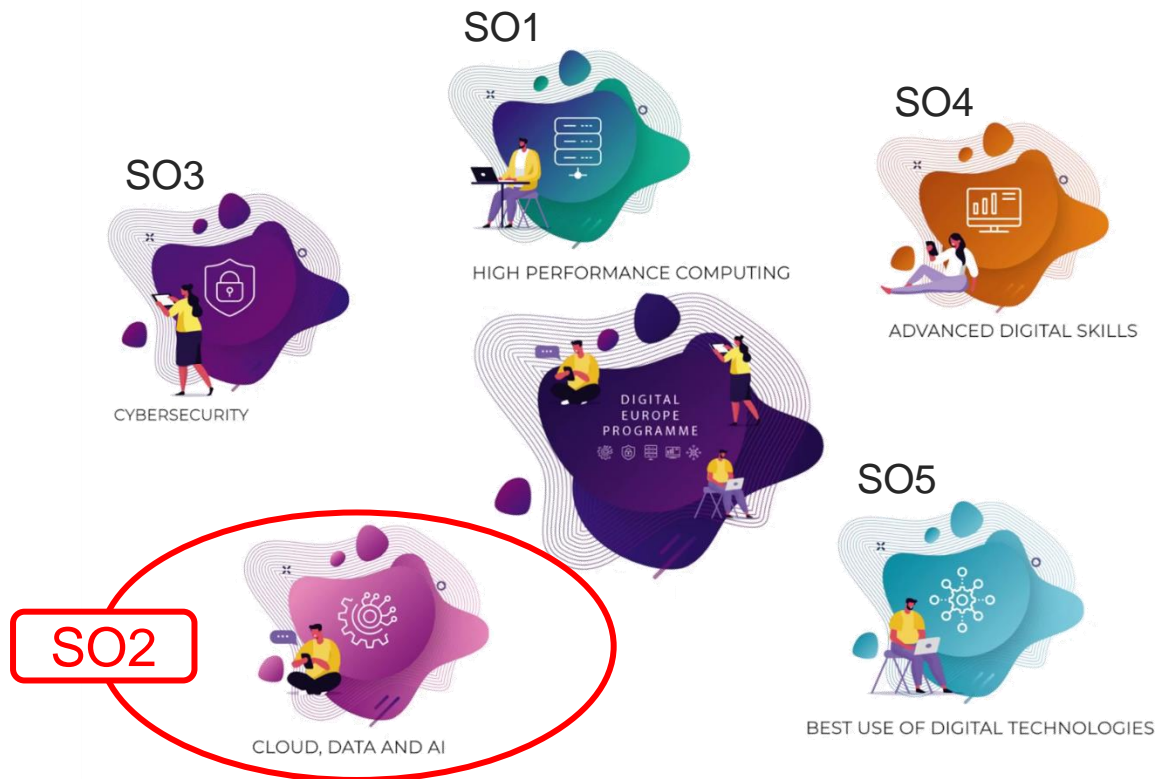 SO1
HIGH PERFORMANCE COMPUTING
SO4
ADVANCED DIGITAL SKILLS
SO3
CYBERSECURITY
DIGITAL
EUROPE
PROGRAMME
SO2
CLOUD, DATA AND AI
SO5
BEST USE OF DIGITAL TECHNOLOGIES